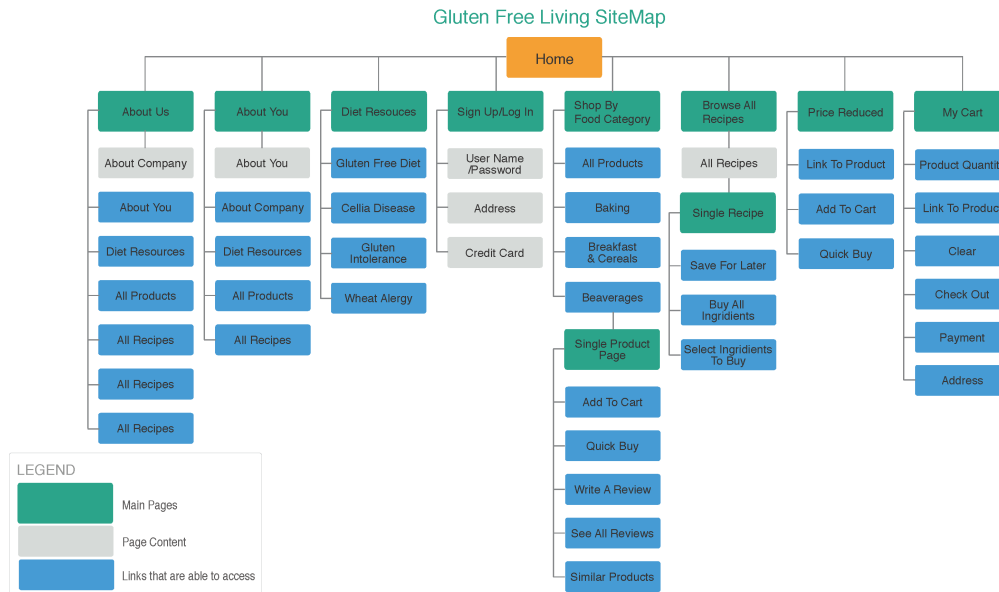 Gluten Free Living SiteMap
Home
About Us
About Company
About You
Diet Resources
All Products
All Recipes
All Recipes
All Recipes
About You
About You
About Company
Diet Resources
All Products
All Recipes
Diet Resouces
Gluten Free Diet
Cellia Disease
Gluten
Intolerance
Wheat Alergy
Sign Up/Log In
User Name
/Password
Address
Credit Card
Shop By
Food Category
All Products
Baking
Breakfast
& Cereals
Beaverages
Single Product
Page
Add To Cart
Quick Buy
Write A Review
See All Reviews
Similar Products
Browse All
Recipes
All Recipes
Single Recipe
Save For Later
Buy All
Ingridients
Select Ingridients
To Buy
Price Reduced
Link To Product
Add To Cart
Quick Buy
My Cart
Product Quantit
Link To Produc
Clear
Check Out
Payment
Address
LEGEND
Main Pages
Page Content
Links that are able to access